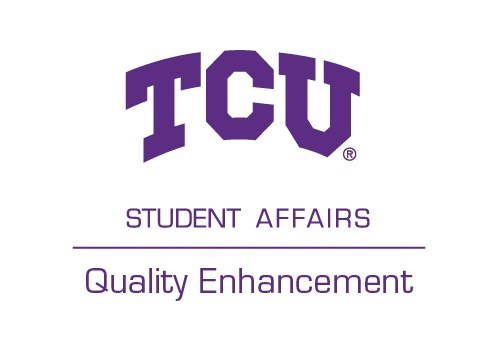 TCU®
STUDENT AFFAIRS
Quality Enhancement